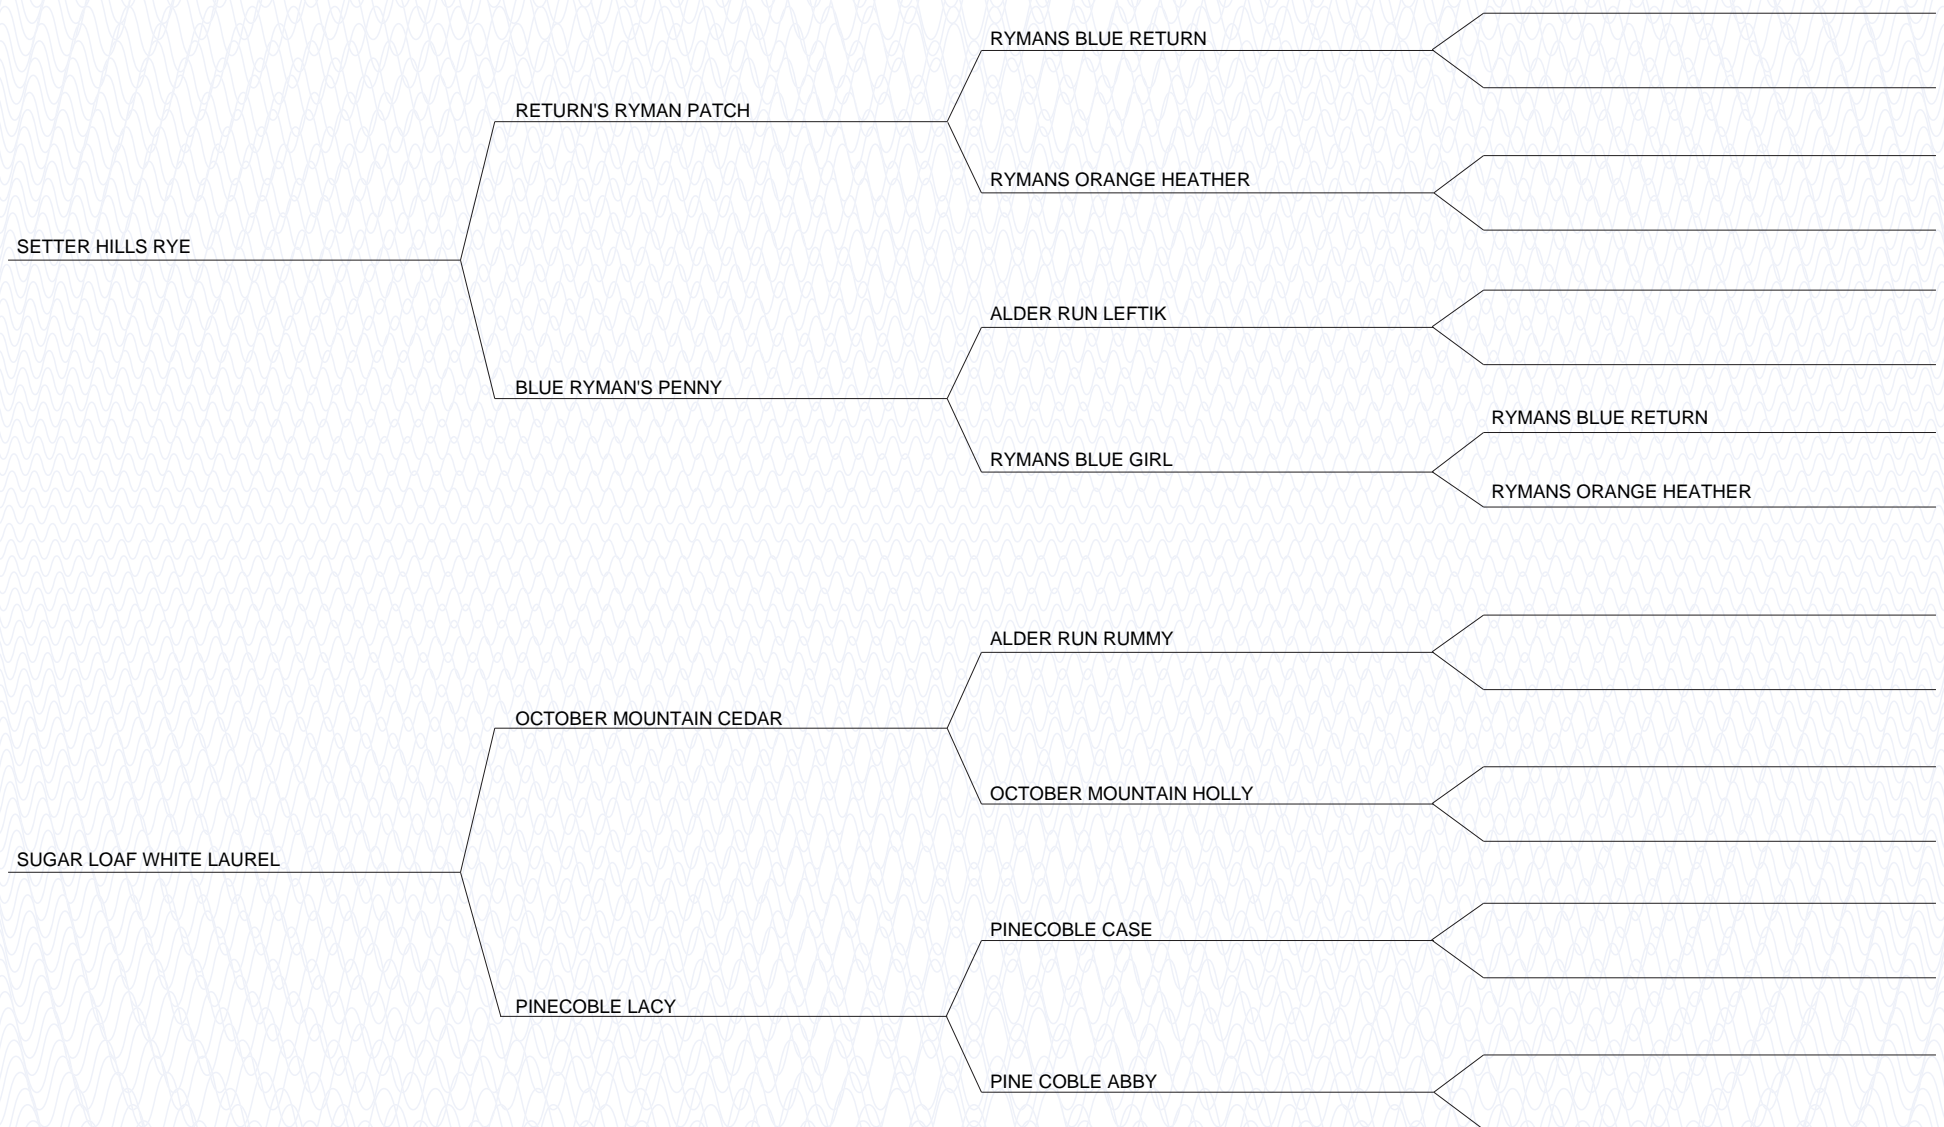 RYMANS BLUE RETURN
RETURN'S RYMAN PATCH
RYMANS ORANGE HEATHER
SETTER HILLS RYE
ALDER RUN LEFTIK
BLUE RYMAN'S PENNY
RYMANS BLUE RETURN
RYMANS BLUE GIRL
RYMANS ORANGE HEATHER
ALDER RUN RUMMY
OCTOBER MOUNTAIN CEDAR
OCTOBER MOUNTAIN HOLLY
SUGAR LOAF WHITE LAUREL
PINECOBLE CASE
PINECOBLE LACY
PINE COBLE ABBY